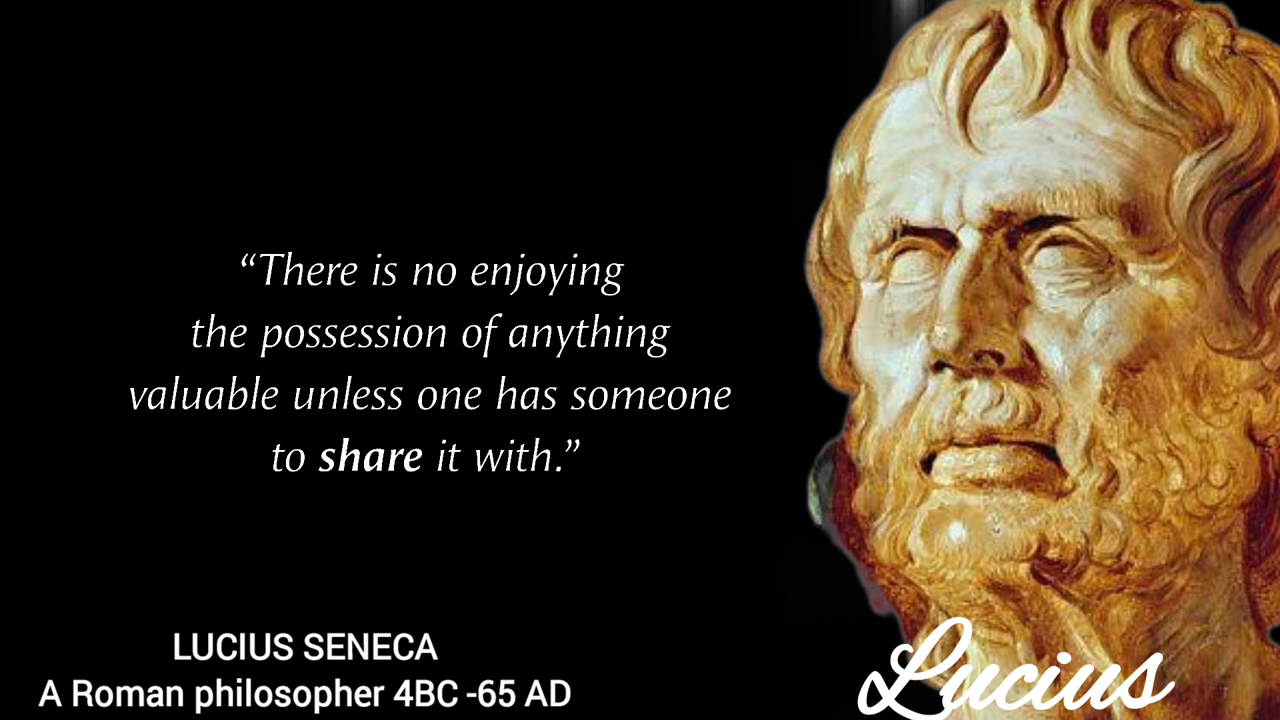 “There is no enjoying
the possession of anything
valuable unless one has someone
to share it with.”
LUCIUS SENECA
A Roman philosopher 4BC -65 AD
Lucius